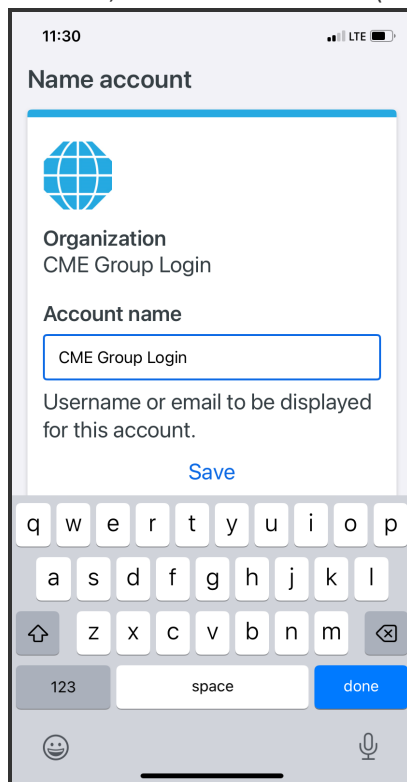 11:30 LTE
Name account
Organization
CME Group Login
Account name
CME Group Login
Username or email to be displayed
for this account.
Save
q w e r t y u i o p
a s d f g h j k l
z x c v b n m
123 space done